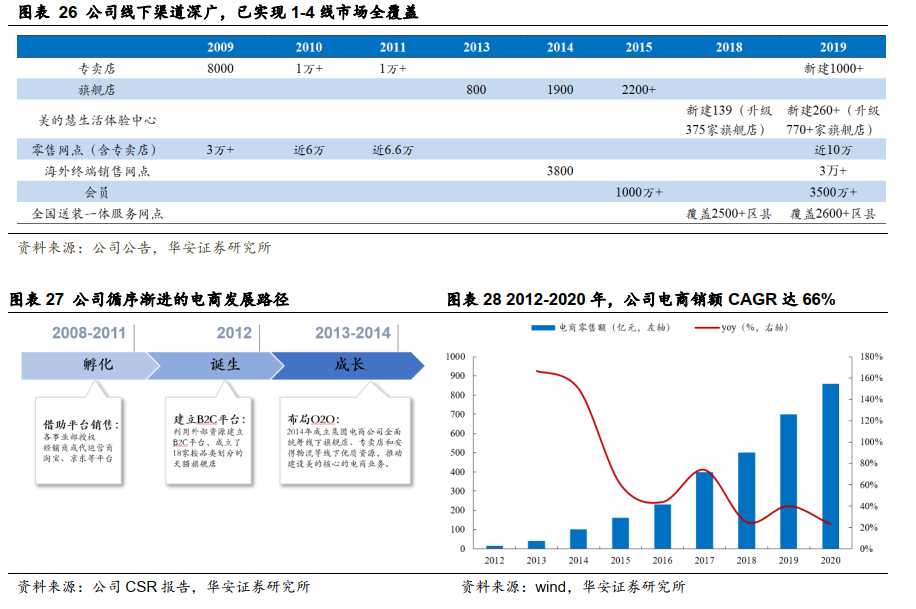 图表 26 公司线下渠道深广，已实现 1-4 线市场全覆盖
2009 2010 2011 2013 2014 2015 2018 2019
专卖店 8000 1万+ 1万+ 新建1000+
旗舰店 800 1900 2200+
美的慧生活体验中心 新建139（升级375家旗舰店） 新建260+（升级770+家旗舰店）
零售网点（含专卖店） 3万+ 近6万 近6.6万 近10万
海外终端销售网点 3800 3万+
会员 1000万+ 3500万+
全国送装一体服务网点 覆盖2500+区县 覆盖2600+区县
资料来源：公司公告，华安证券研究所
图表 27 公司循序渐进的电商发展路径
2008-2011 2012 2013-2014
孵化 诞生 成长
借助平台销售：
各事业部授权
经销商或代运营商
淘宝、京东等平台
建立B2C平台：
利用外部资源建立
B2C平台，成立了
18家按品类划分的
天猫旗舰店
布局O2O：
2014年成立集团电商公司全面
统筹线下旗舰店、专卖店和安
得物流等线下优质资源，推动
建设美的核心的电商业务。
资料来源：公司 CSR 报告，华安证券研究所
图表 28 2012-2020 年，公司电商销额 CAGR 达 66%
电商零售额（亿元，左轴） yoy（%，右轴）
1000 180%
900 160%
800 140%
700 120%
600 100%
500 80%
400 60%
300 40%
200 20%
100 0%
0
2012 2013 2014 2015 2016 2017 2018 2019 2020
资料来源：wind，华安证券研究所